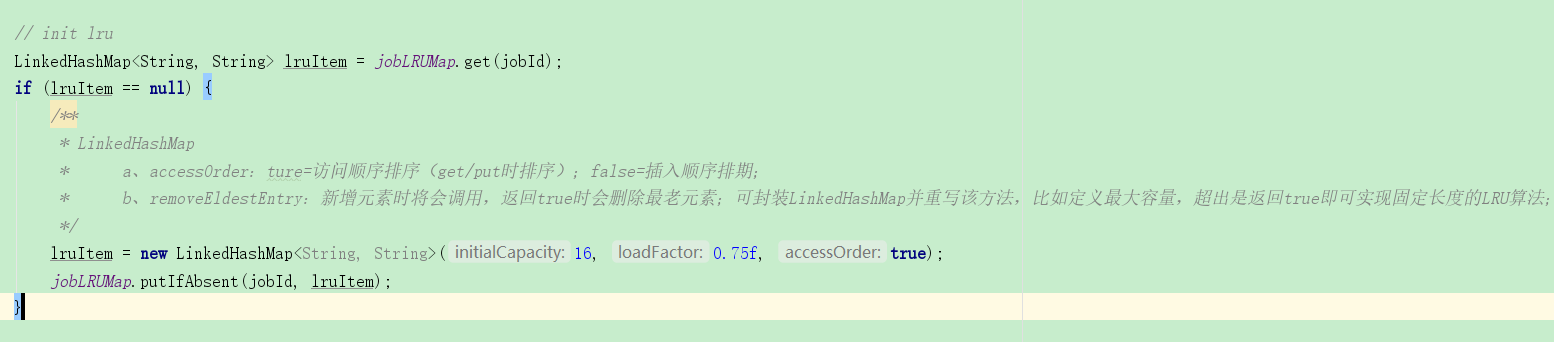 // init lru
LinkedHashMap<String, String> lruItem = jobLRUMap.get(jobId);
if (lruItem == null) {
/**
* LinkedHashMap
* a、accessOrder：ture=访问顺序排序（get/put时排序）；false=插入顺序排期；
* b、removeEldestEntry：新增元素时将会调用，返回true时会删除最老元素；可封装LinkedHashMap并重写该方法，比如定义最大容量，超出是返回true即可实现固定长度的LRU算法；
*/
lruItem = new LinkedHashMap<String, String>( initialCapacity: 16, loadFactor: 0.75f, accessOrder: true);
jobLRUMap.putIfAbsent(jobId, lruItem);
}